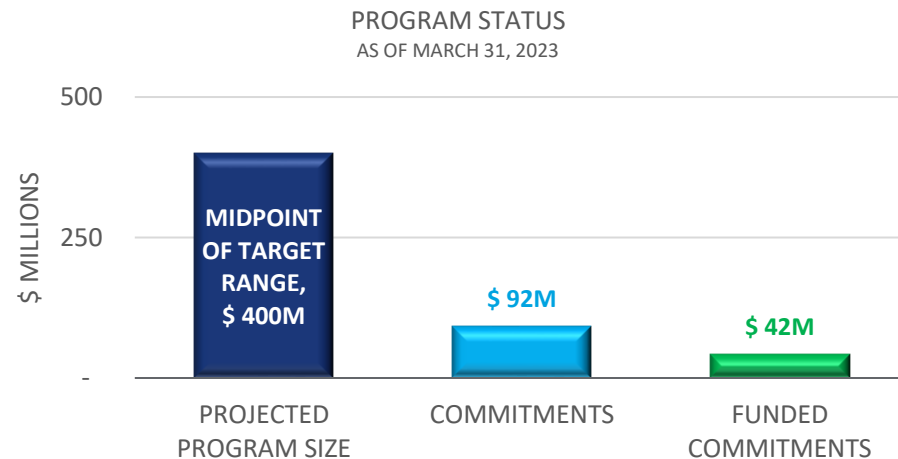 PROGRAM STATUS
AS OF MARCH 31, 2023
500
250
-
$ MILLIONS
MIDPOINT
OF TARGET
RANGE,
$ 400M
$ 92M
$ 42M
PROJECTED
PROGRAM SIZE
COMMITMENTS
FUNDED
COMMITMENTS